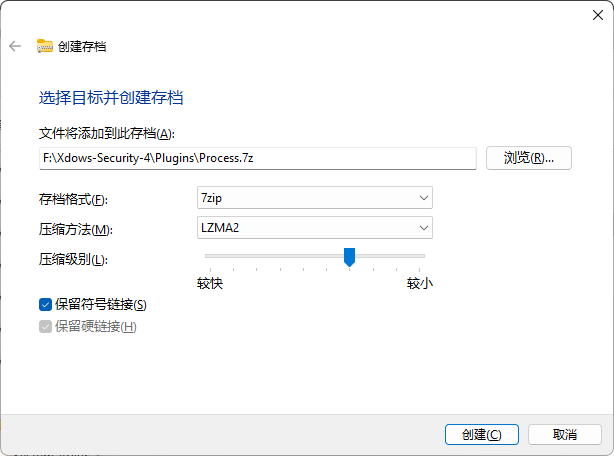 创建存档
选择目标并创建存档
文件将添加到此存档(A):
F:\Xdows-Security-4\Plugins\Process.7z
浏览(R)...
存档格式(F):
7zip
压缩方法(M):
LZMA2
压缩级别(L):
较快
较小
保留符号链接(S)
保留硬链接(H)
创建(C)
取消